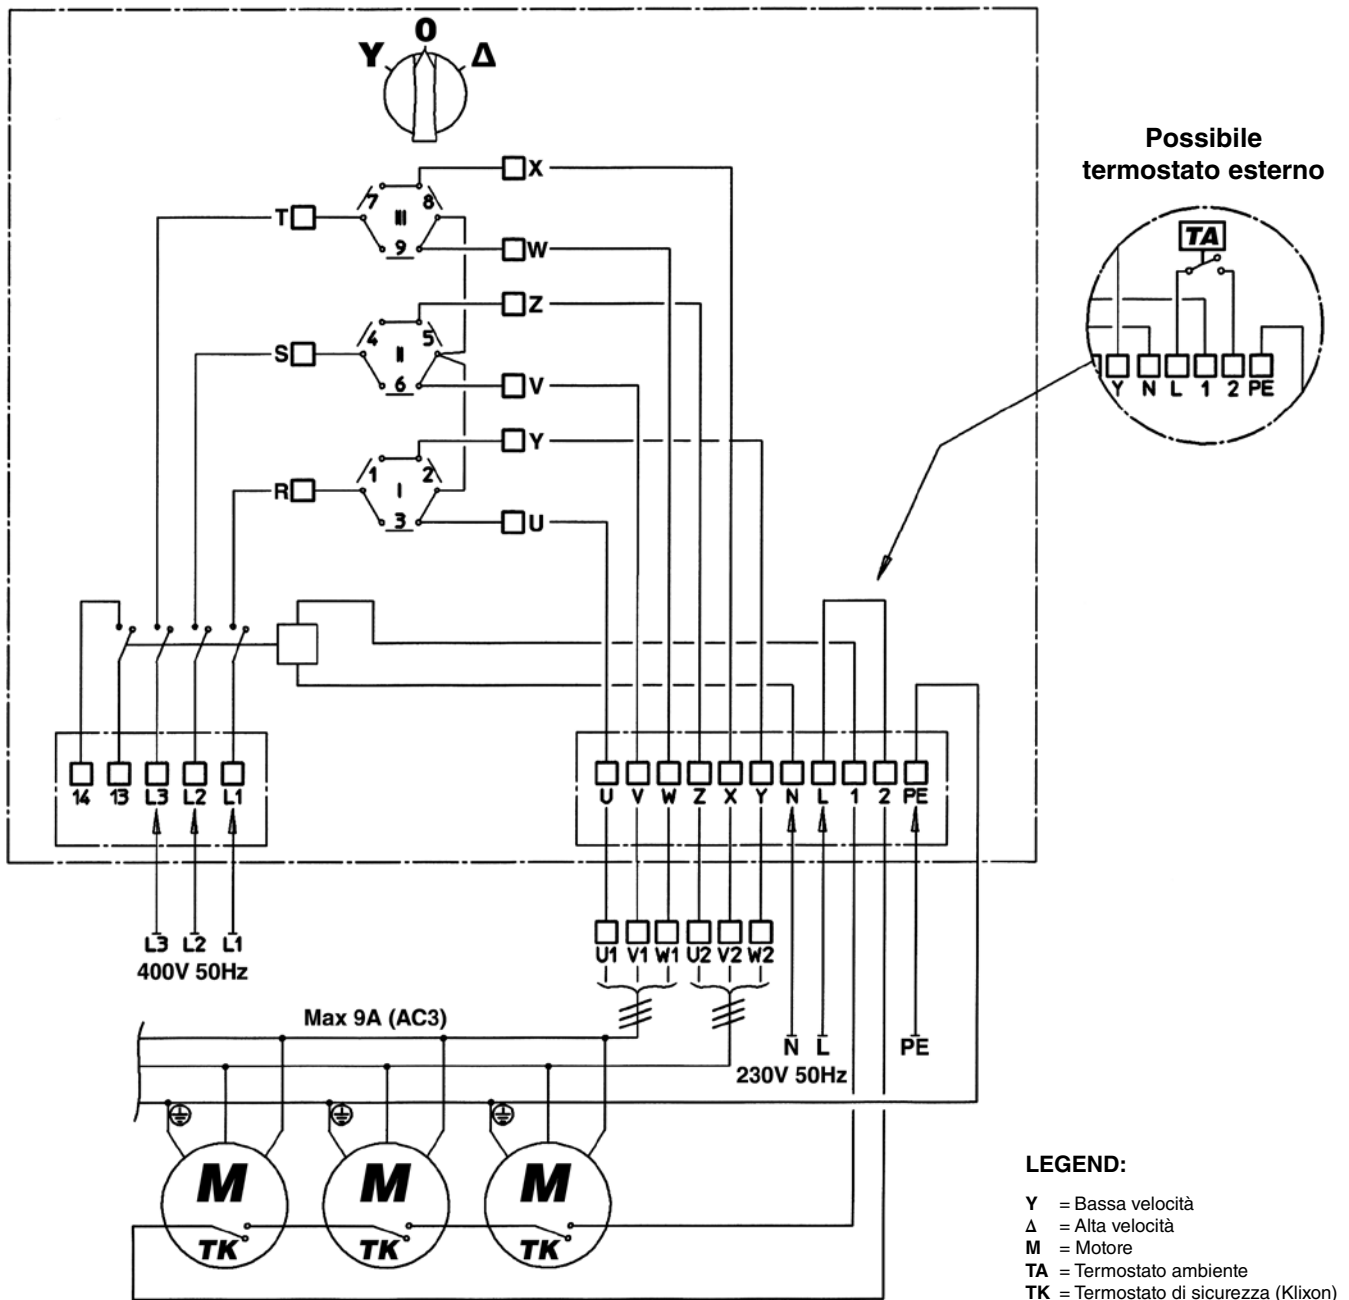 0
Y Δ
Possibile
termostato esterno
TA
Y N L 1 2 PE
X
7 8
T III
9 W
Z
4 5
S II
6 V
Y
1 2
R I
3 U
14 13 L3 L2 L1
U V W Z X Y N L 1 2 PE
L3 L2 L1
400V 50Hz
U1 V1 W1 U2 V2 W2
Max 9A (AC3)
N L PE
230V 50Hz
M M M
TK TK TK
LEGEND:
Y = Bassa velocità
Δ = Alta velocità
M = Motore
TA = Termostato ambiente
TK = Termostato di sicurezza (Klixon)